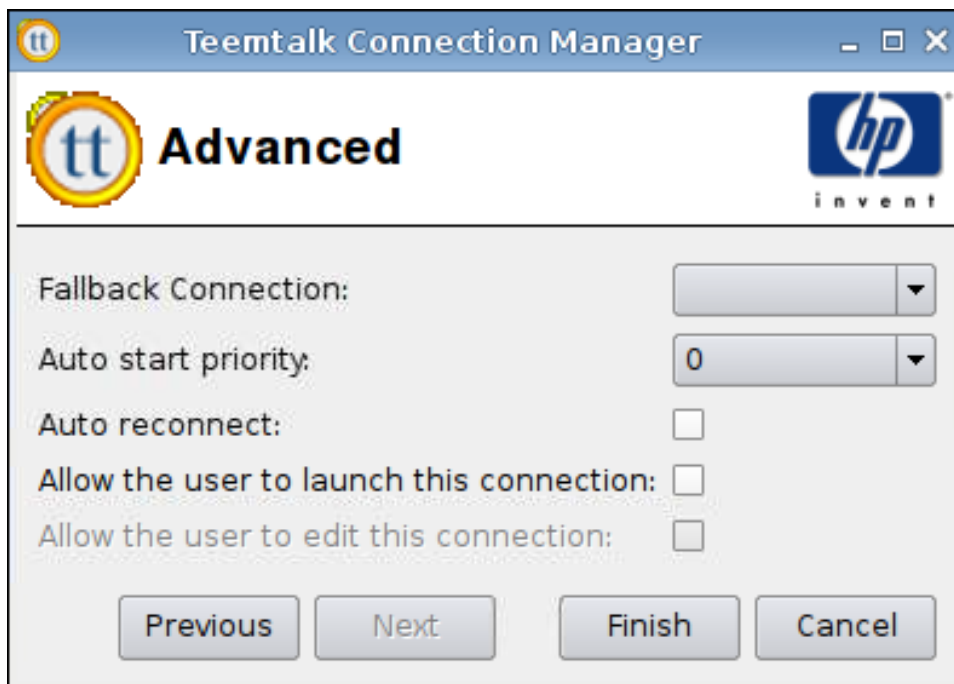 tt Teemtalk Connection Manager
tt Advanced
hp
invent
Fallback Connection:
Auto start priority: 0
Auto reconnect:
Allow the user to launch this connection:
Allow the user to edit this connection:
Previous Next Finish Cancel